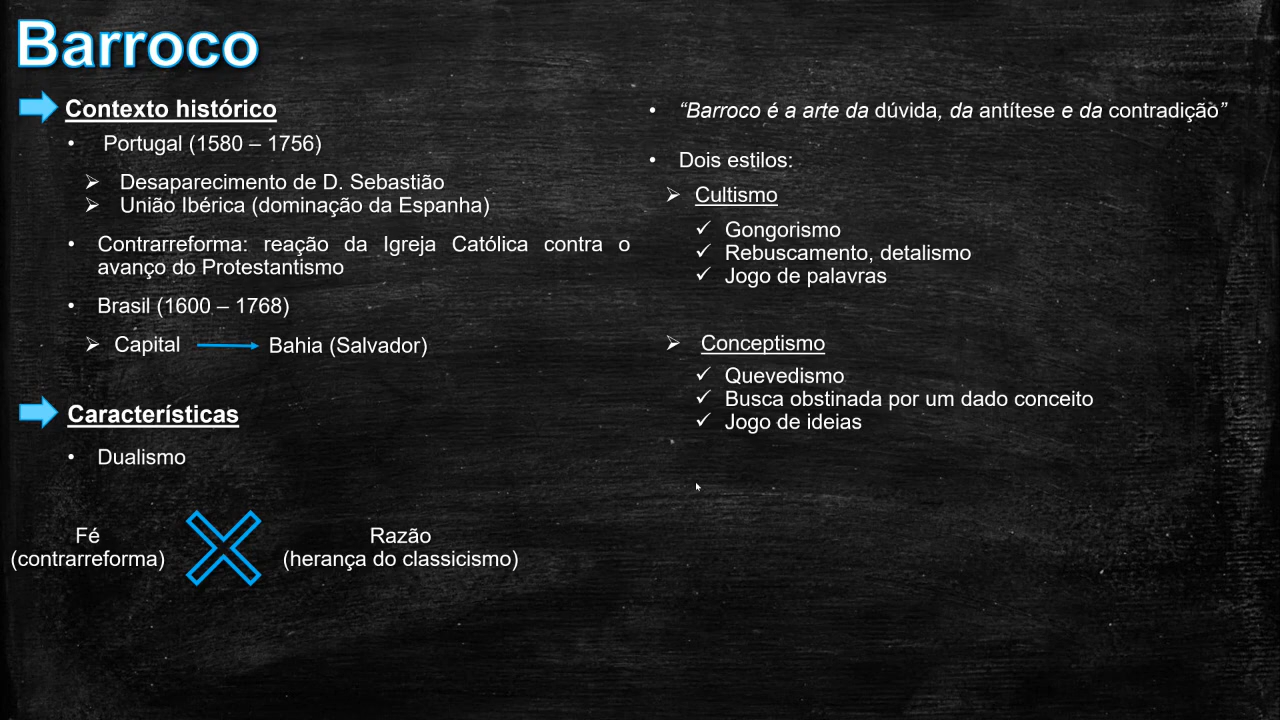 Barroco
Contexto histórico
• Portugal (1580 – 1756)
➢ Desaparecimento de D. Sebastião
➢ União Ibérica (dominação da Espanha)
• Contrarreforma: reação da Igreja Católica contra o
avanço do Protestantismo
• Brasil (1600 – 1768)
➢ Capital Bahia (Salvador)
Características
• Dualismo
Fé Razão
(contrarreforma) (herança do classicismo)
• “Barroco é a arte da dúvida, da antítese e da contradição”
• Dois estilos:
➢ Cultismo
✓ Gongorismo
✓ Rebuscamento, detalismo
✓ Jogo de palavras
➢ Conceptismo
✓ Quevedismo
✓ Busca obstinada por um dado conceito
✓ Jogo de ideias